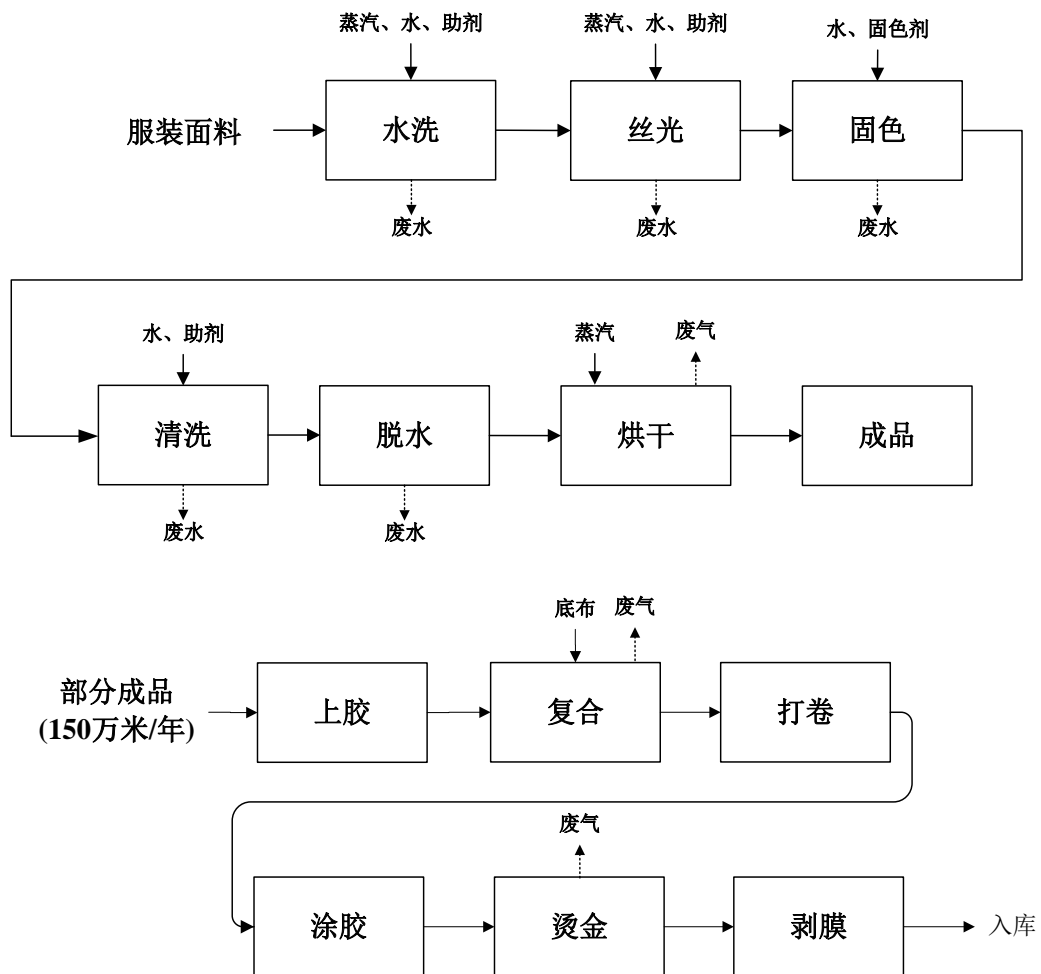 蒸汽、水、助剂
蒸汽、水、助剂
水、固色剂
服装面料
水洗
丝光
固色
废水
废水
废水
水、助剂
蒸汽
废气
清洗
脱水
烘干
成品
废水
废水
底布
废气
部分成品
(150万米/年)
上胶
复合
打卷
废气
涂胶
烫金
剥膜
入库